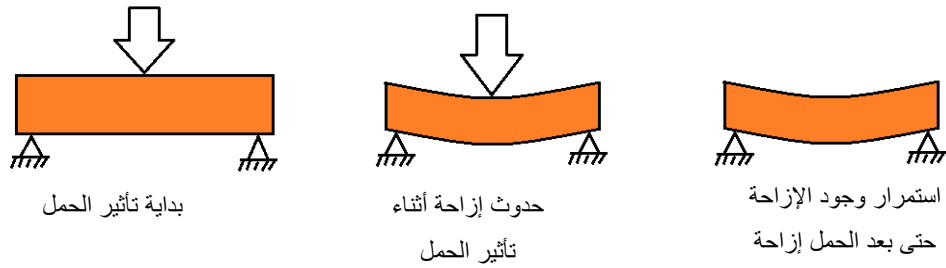 بداية تأثير الحمل
حدوث إزاحة أثناء
تأثير الحمل
استمرار وجود الإزاحة
حتى بعد الحمل إزاحة